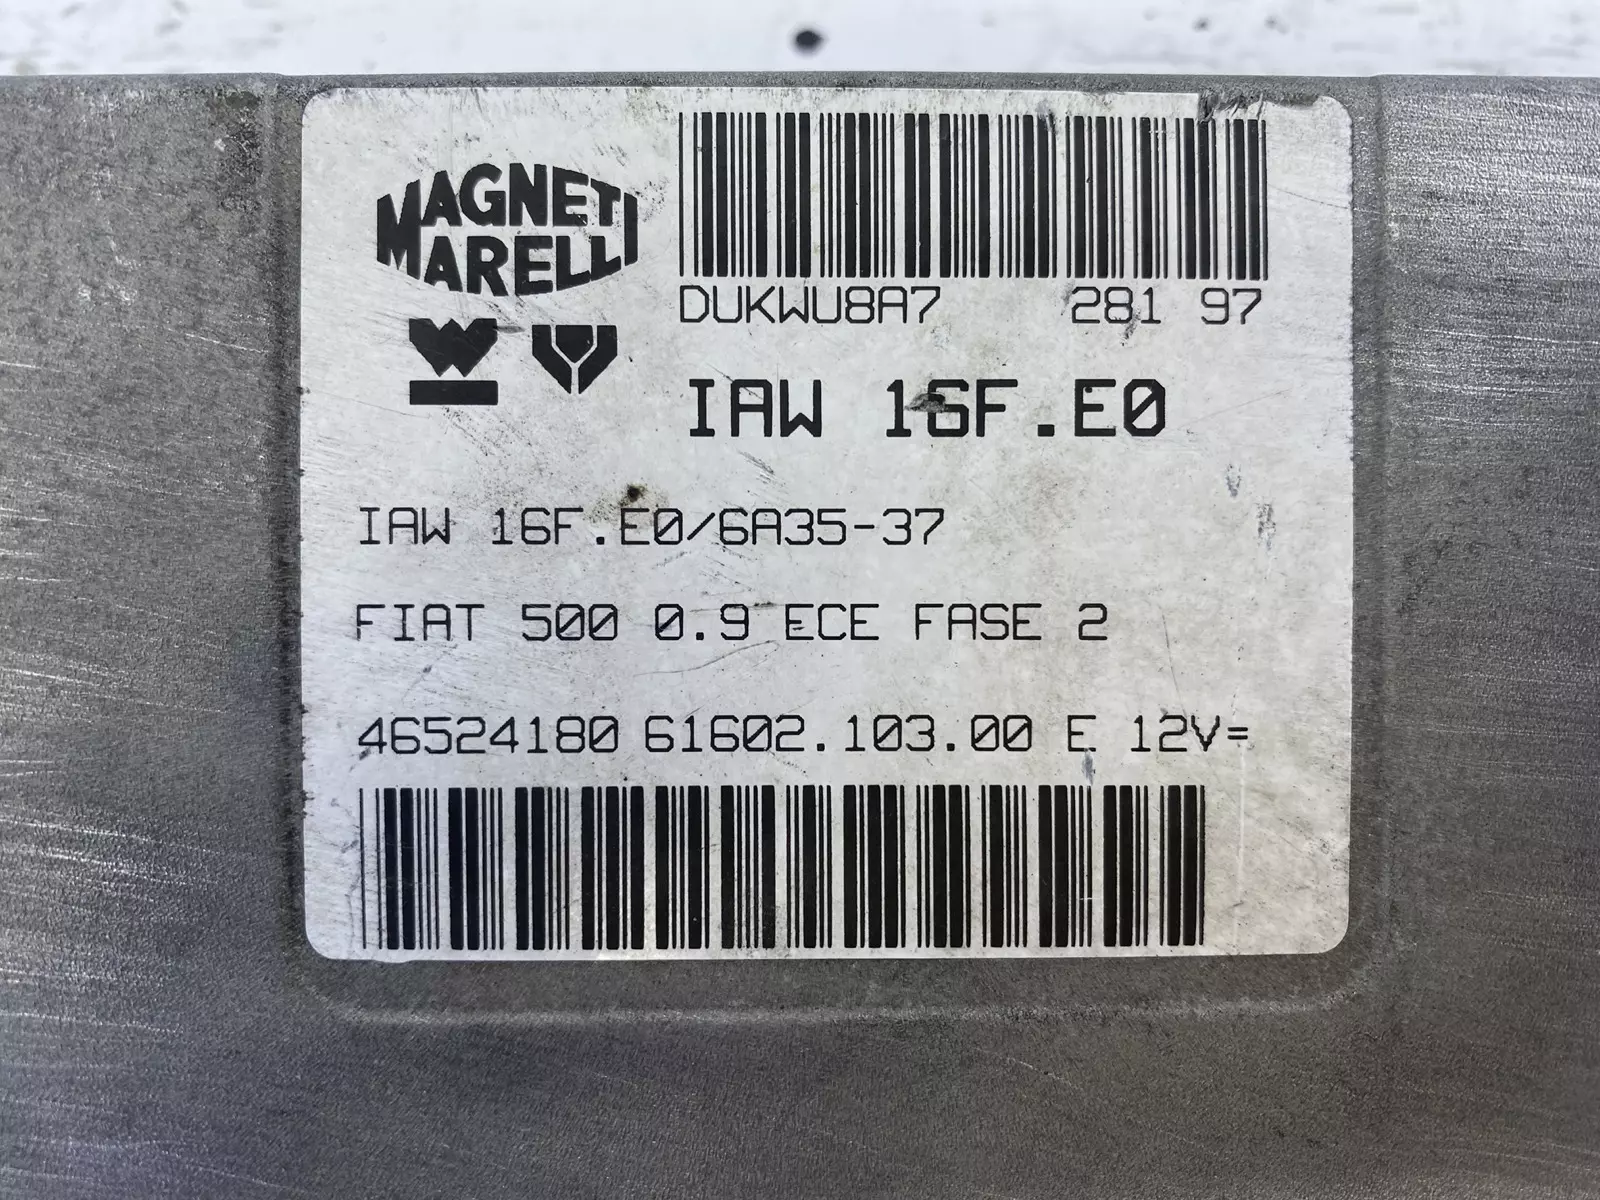 MAGNETI
MARELLI
DUKWU8A7 281 97
IAW 16F.E0
IAW 16F.E0/6A35-37
FIAT 500 0.9 ECE FASE 2
46524180 61602.103.00 E 12V=